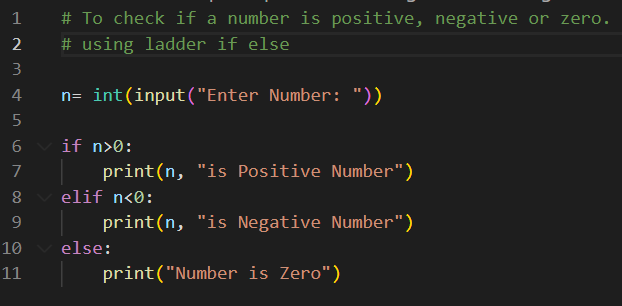 1 # To check if a number is positive, negative or zero.
2 # using ladder if else
3
4 n= int(input("Enter Number: "))
5
6 if n>0:
7     print(n, "is Positive Number")
8 elif n<0:
9     print(n, "is Negative Number")
10 else:
11     print("Number is Zero")